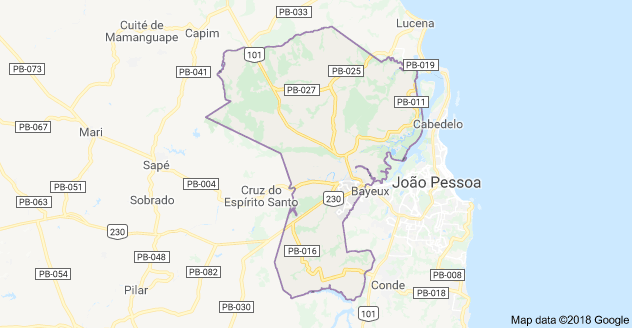 PB-033
Lucena
Cuité de
Mamanguape
Capim
101
PB-073
PB-041
PB-025
PB-019
PB-027
PB-011
PB-067
Mari
Cabedelo
Sapé
PB-051
PB-004
João Pessoa
PB-063
Sobrado
Cruz do
Espírito Santo
230
Bayeux
230
PB-016
PB-048
PB-054
PB-082
PB-008
Pilar
Conde
PB-018
PB-030
101
Map data ©2018 Google